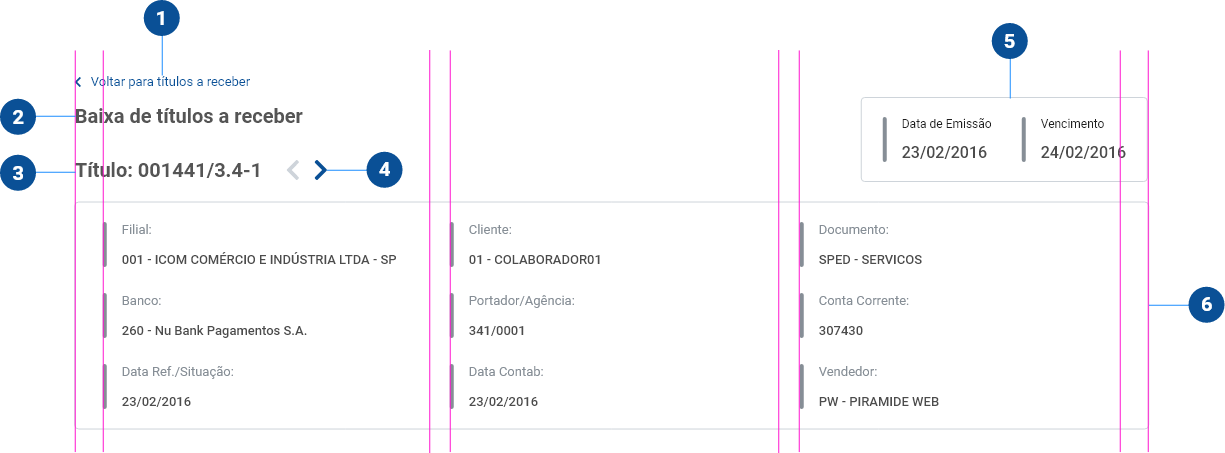 1
5
Voltar para títulos a receber
2
Baixa de títulos a receber
Data de Emissão
Vencimento
23/02/2016
24/02/2016
3
Título: 001441/3.4-1
4
Filial:
Cliente:
Documento:
001 - ICOM COMÉRCIO E INDÚSTRIA LTDA - SP
01 - COLABORADOR01
SPED - SERVICOS
Banco:
Portador/Agência:
Conta Corrente:
6
260 - Nu Bank Pagamentos S.A.
341/0001
307430
Data Ref./Situação:
Data Contab:
Vendedor:
23/02/2016
23/02/2016
PW - PIRAMIDE WEB